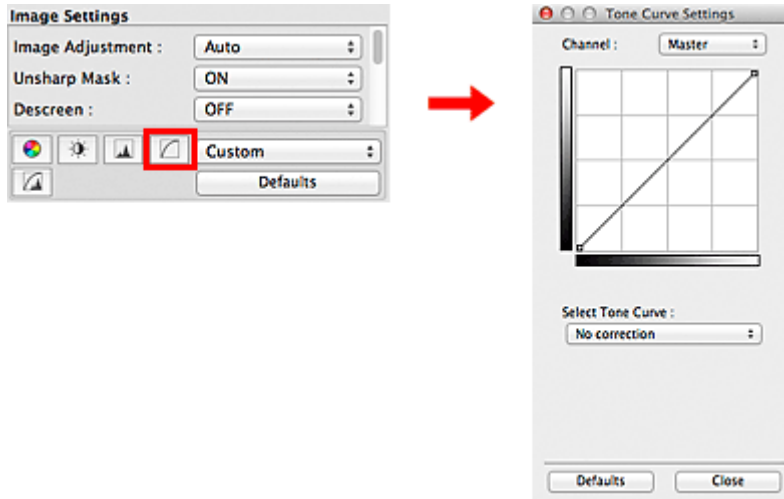 Image Settings
Image Adjustment : Auto
Unsharp Mask : ON
Descreen : OFF
Custom
Defaults
Tone Curve Settings
Channel : Master
Select Tone Curve :
No correction
Defaults Close